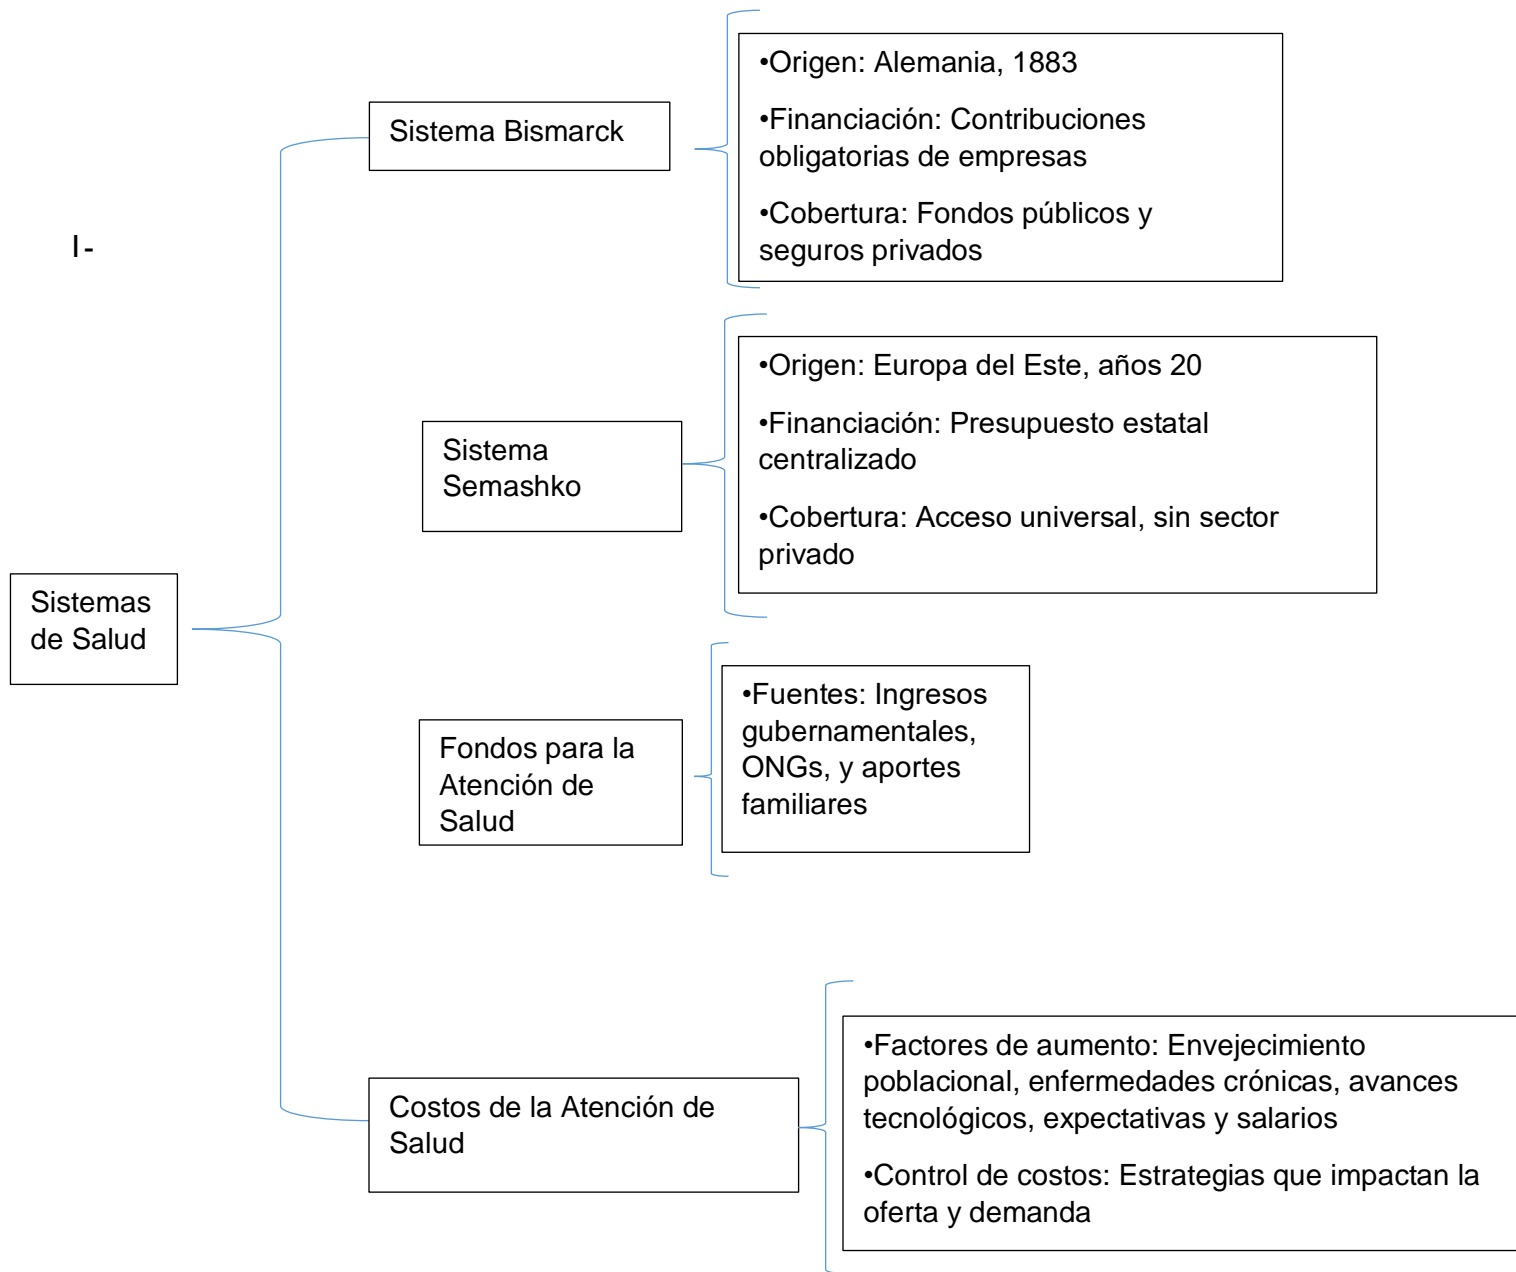 •Origen: Alemania, 1883
Sistema Bismarck
•Financiación: Contribuciones
obligatorias de empresas
•Cobertura: Fondos públicos y
seguros privados
I-
•Origen: Europa del Este, años 20
•Financiación: Presupuesto estatal
centralizado
Sistema
Semashko
•Cobertura: Acceso universal, sin sector
privado
Sistemas
de Salud
•Fuentes: Ingresos
gubernamentales,
ONGs, y aportes
familiares
Fondos para la
Atención de
Salud
•Factores de aumento: Envejecimiento
poblacional, enfermedades crónicas, avances
tecnológicos, expectativas y salarios
Costos de la Atención de
Salud
•Control de costos: Estrategias que impactan la
oferta y demanda